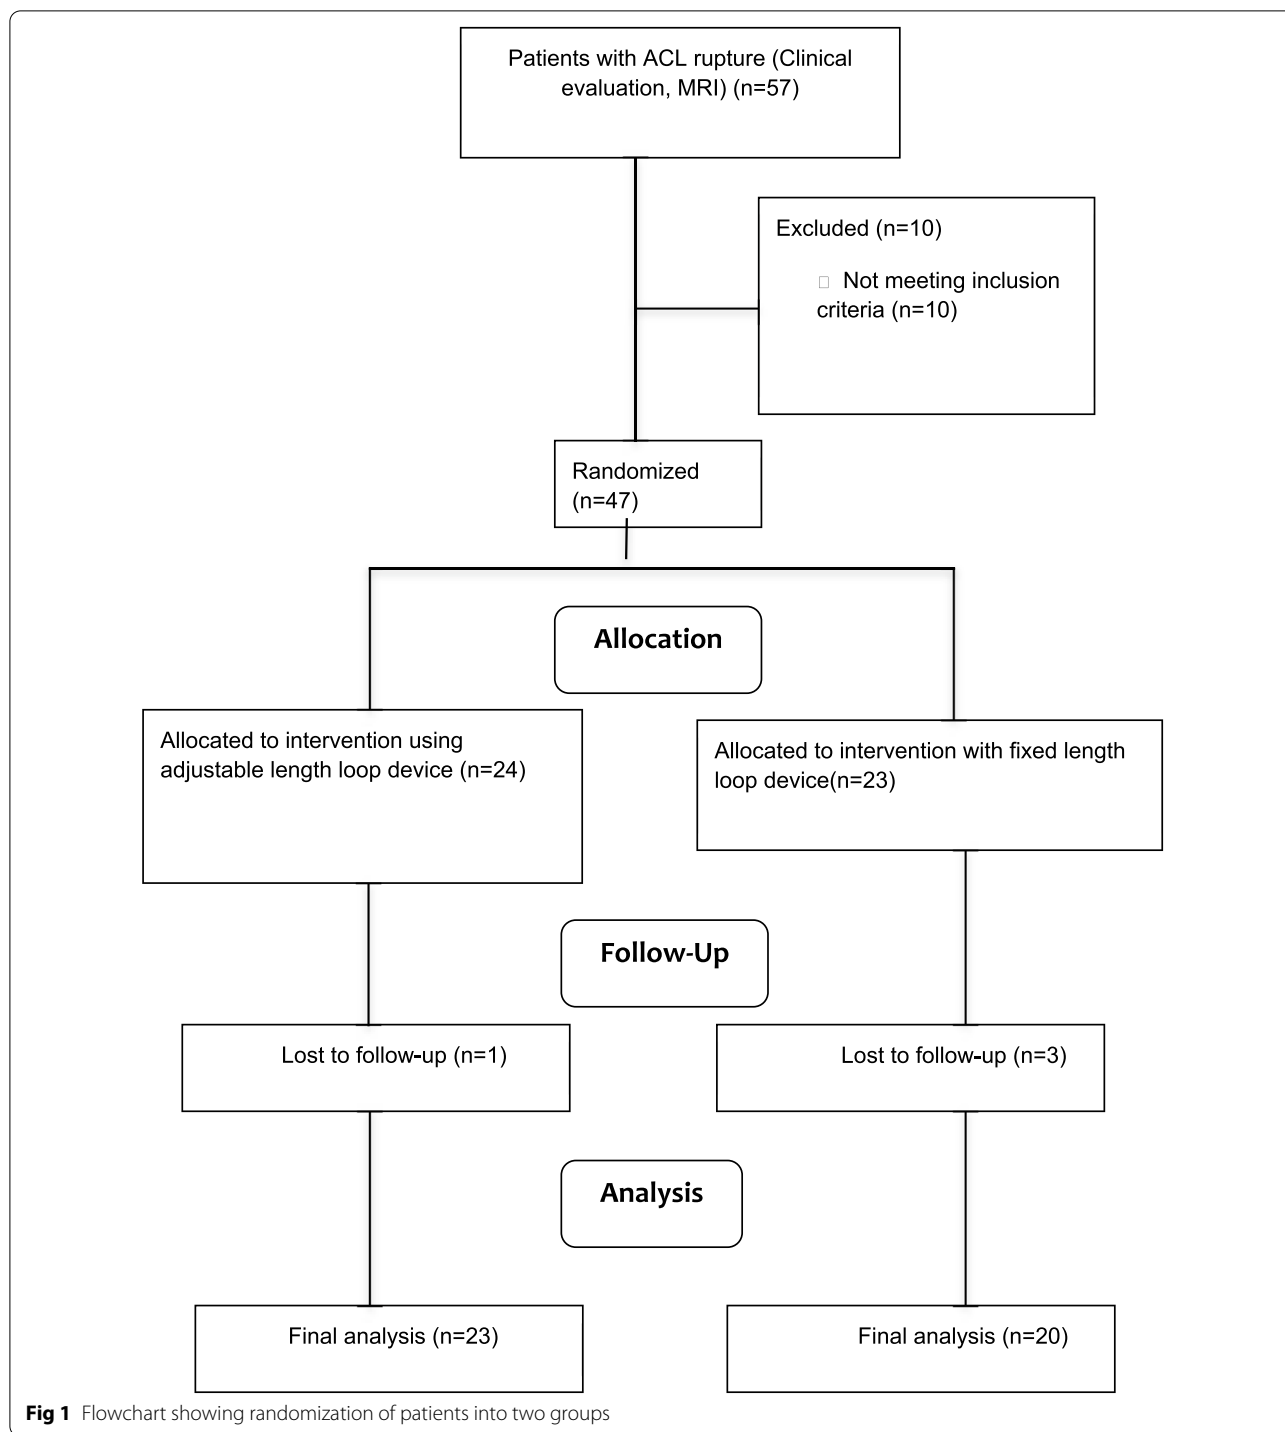 Patients with ACL rupture (Clinical
evaluation, MRI) (n=57)
Excluded (n=10)
□ Not meeting inclusion
criteria (n=10)
Randomized
(n=47)
Allocation
Allocated to intervention using
adjustable length loop device (n=24)
Allocated to intervention with fixed length
loop device(n=23)
Follow-Up
Lost to follow-up (n=1)
Lost to follow-up (n=3)
Analysis
Final analysis (n=23)
Final analysis (n=20)
Fig 1 Flowchart showing randomization of patients into two groups